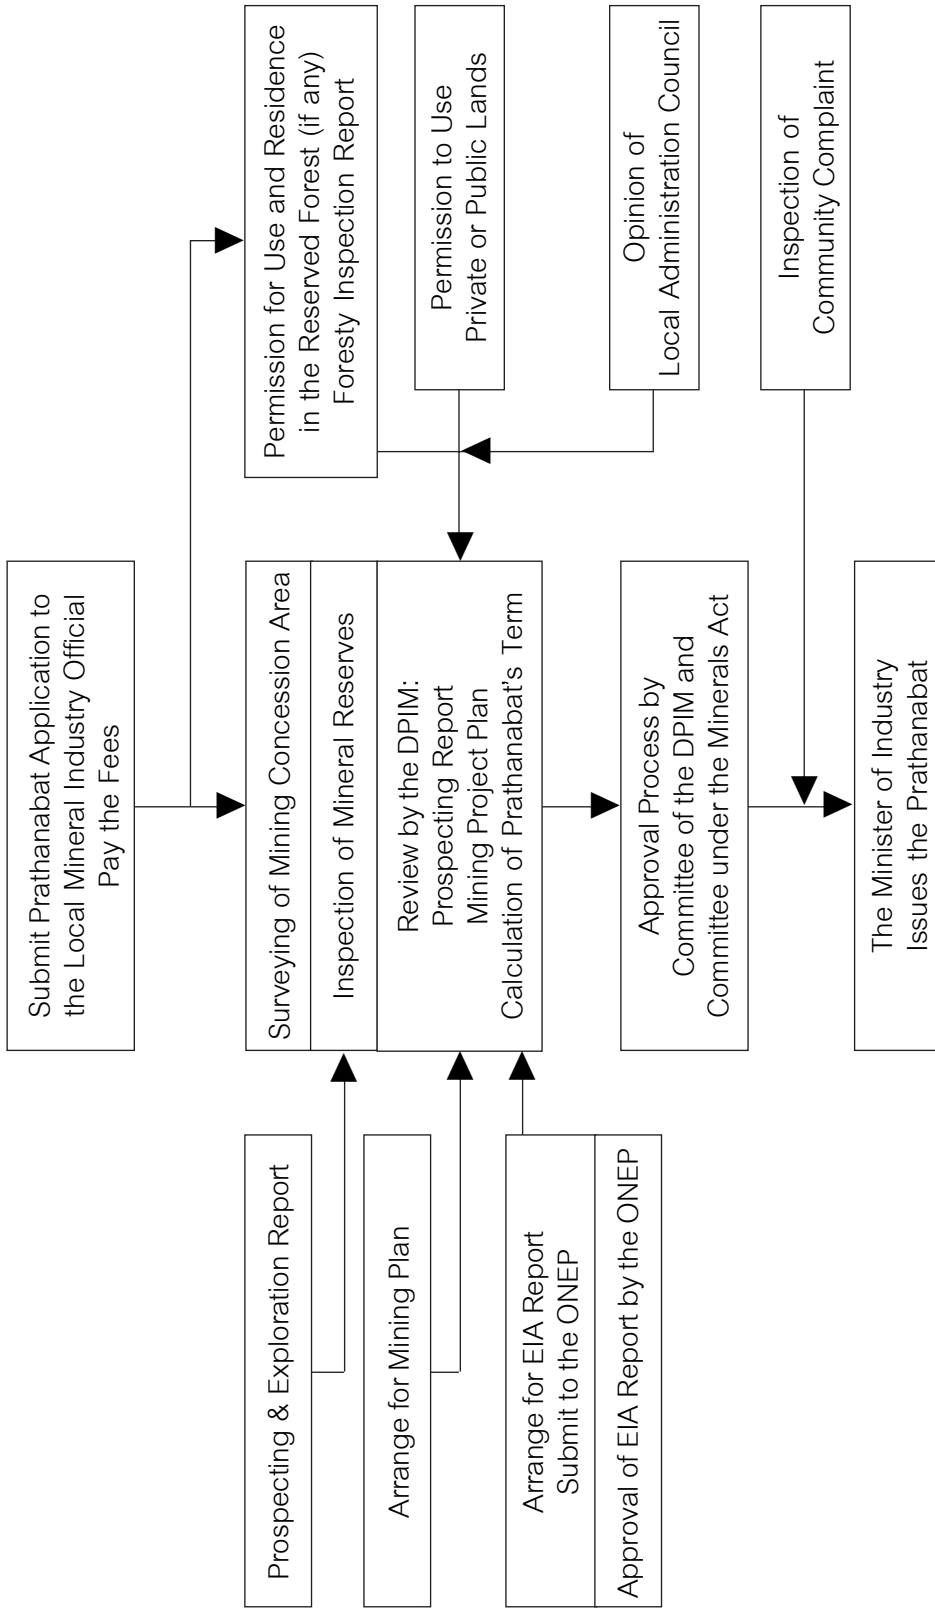 Submit Prathanabat Application to
the Local Mineral Industry Official
Pay the Fees
Prospecting & Exploration Report
Surveying of Mining Concession Area
Inspection of Mineral Reserves
Permission for Use and Residence
in the Reserved Forest (if any)
Foresty Inspection Report
Arrange for Mining Plan
Review by the DPIM:
Prospecting Report
Mining Project Plan
Calculation of Prathanabat's Term
Permission to Use
Private or Public Lands
Arrange for EIA Report
Submit to the ONEP
Approval of EIA Report by the ONEP
Opinion of
Local Administration Council
Approval Process by
Committee of the DPIM and
Committee under the Minerals Act
Inspection of
Community Complaint
The Minister of Industry
Issues the Prathanabat